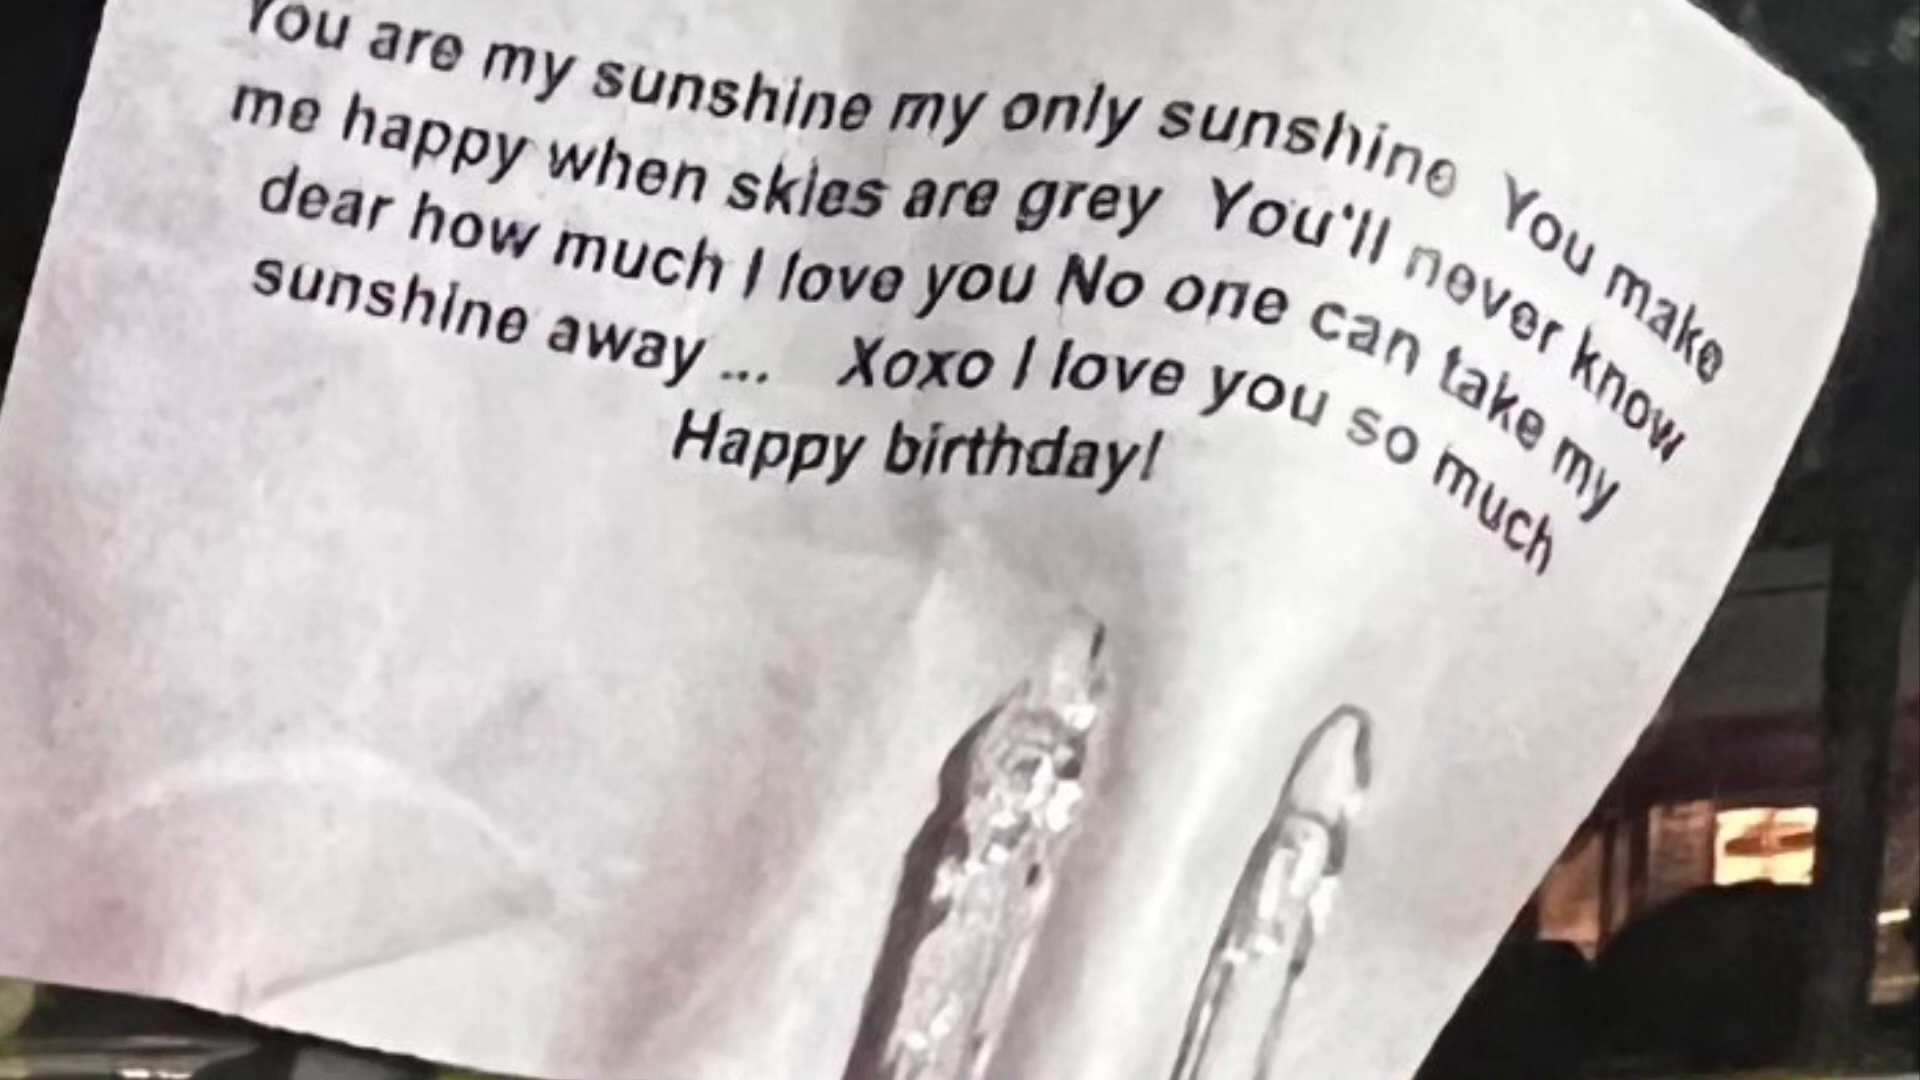 You are my sunshine my only sunshine You make
me happy when skies are grey You'll never know
dear how much I love you No one can take my
sunshine away ... Xoxo I love you so much
Happy birthday!